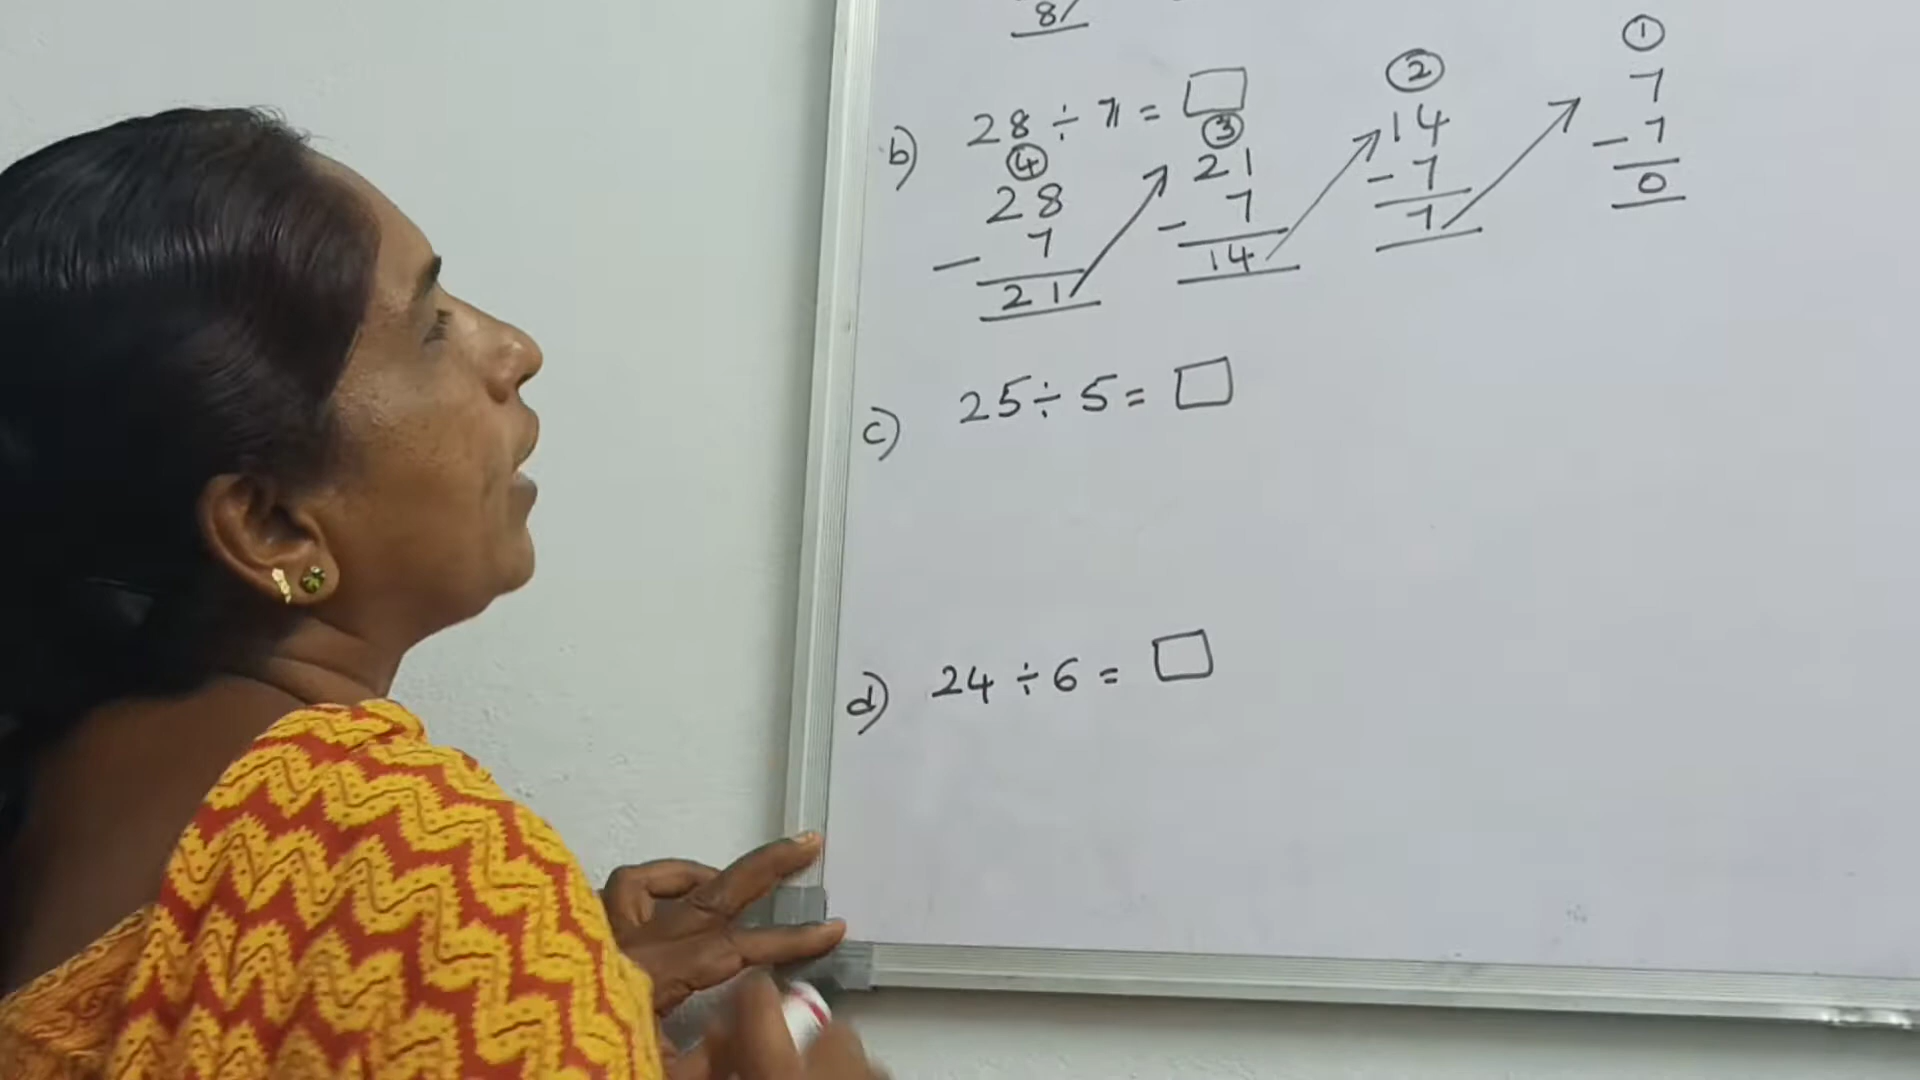 8/
b) 28 ÷ 7 = □
④ ③ ② ①
28 21 14 7
- 7 - 7 - 7 - 7
21 14 7 0
c) 25 ÷ 5 = □
d) 24 ÷ 6 = □